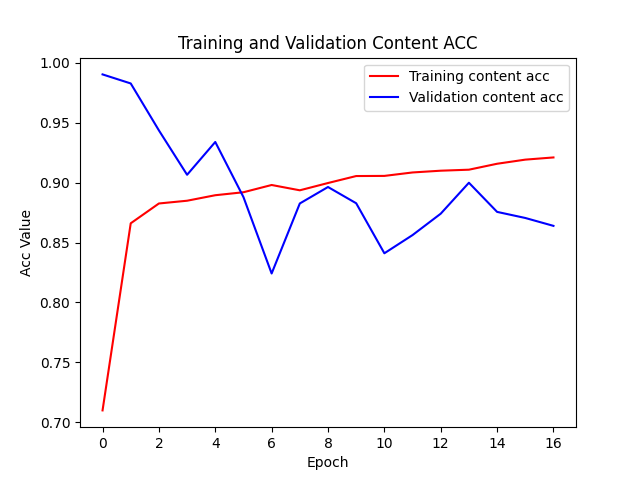 Training and Validation Content ACC
Training content acc
Validation content acc
1.00
0.95
0.90
0.85
0.80
0.75
0.70
Acc Value
0 2 4 6 8 10 12 14 16
Epoch